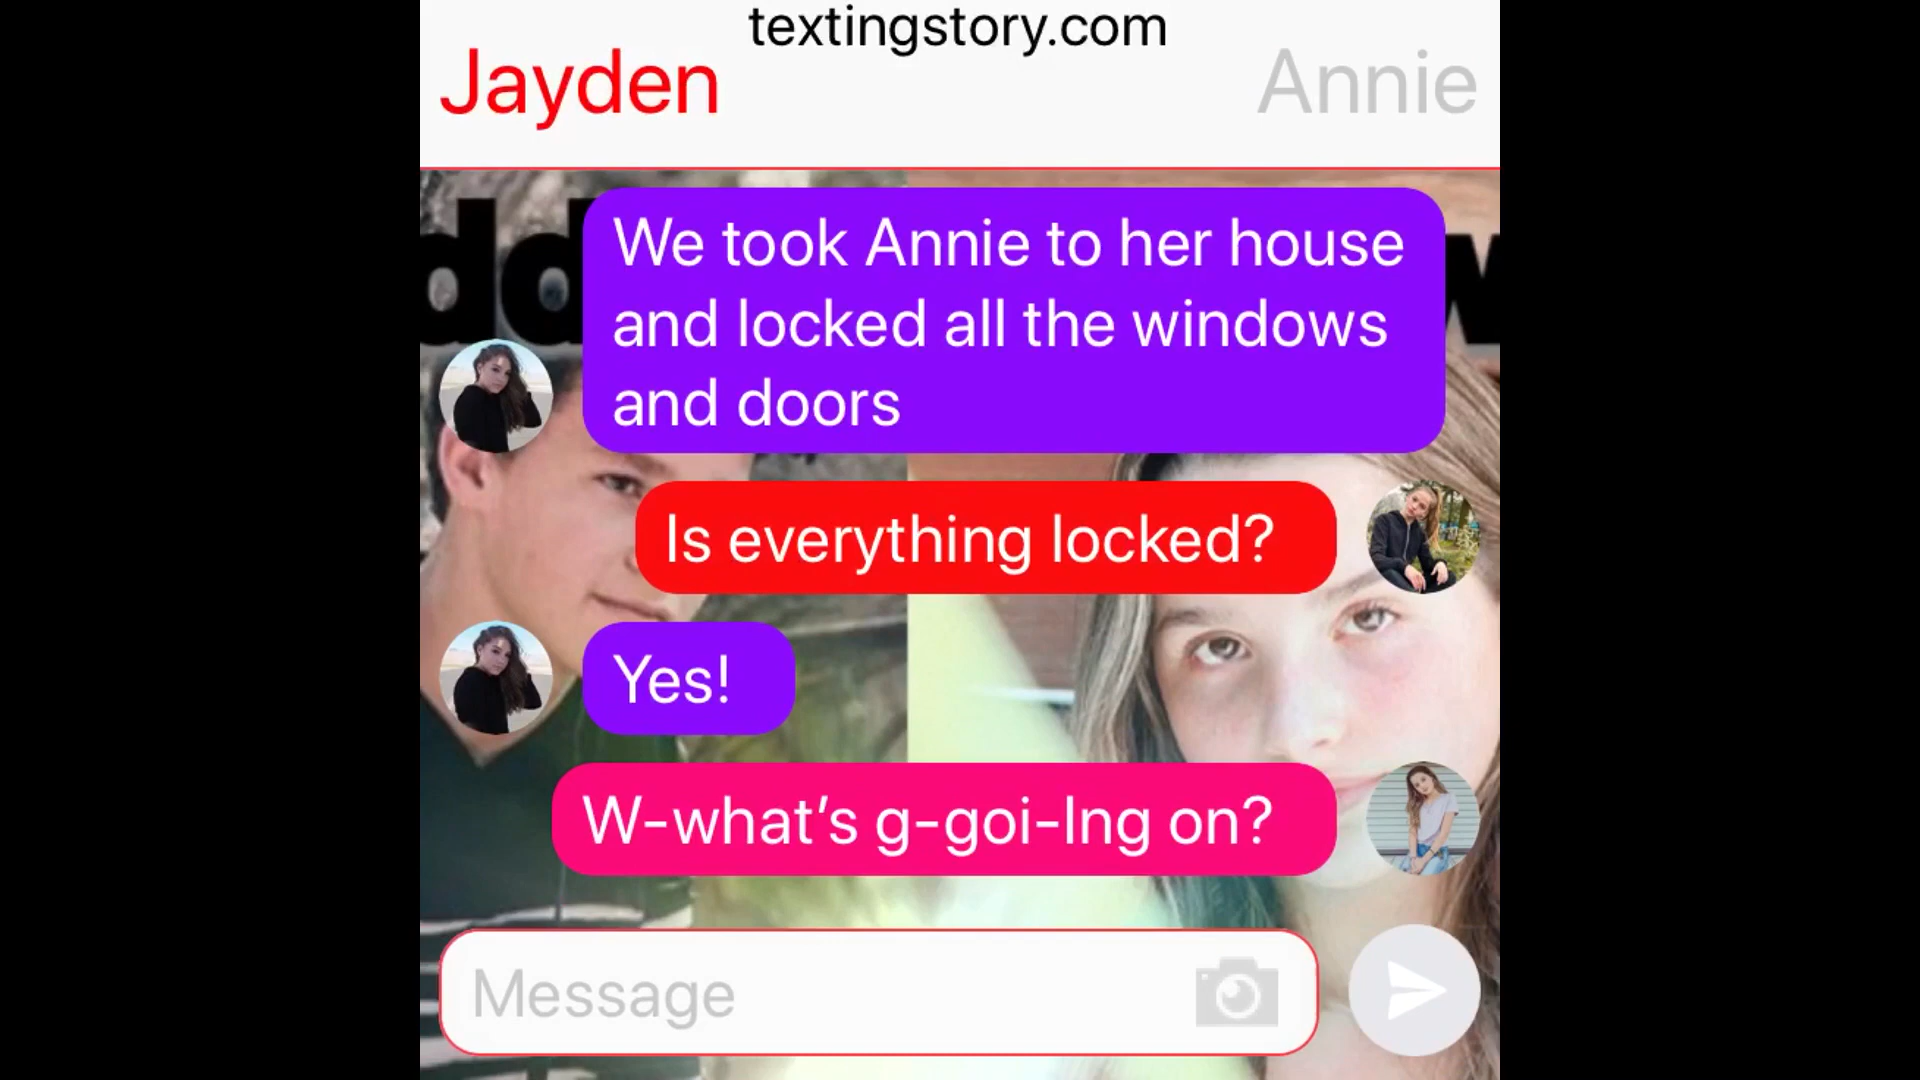 textingstory.com
Jayden
Annie
We took Annie to her house
and locked all the windows
and doors
Is everything locked?
Yes!
W-what’s g-goi-Ing on?
Message